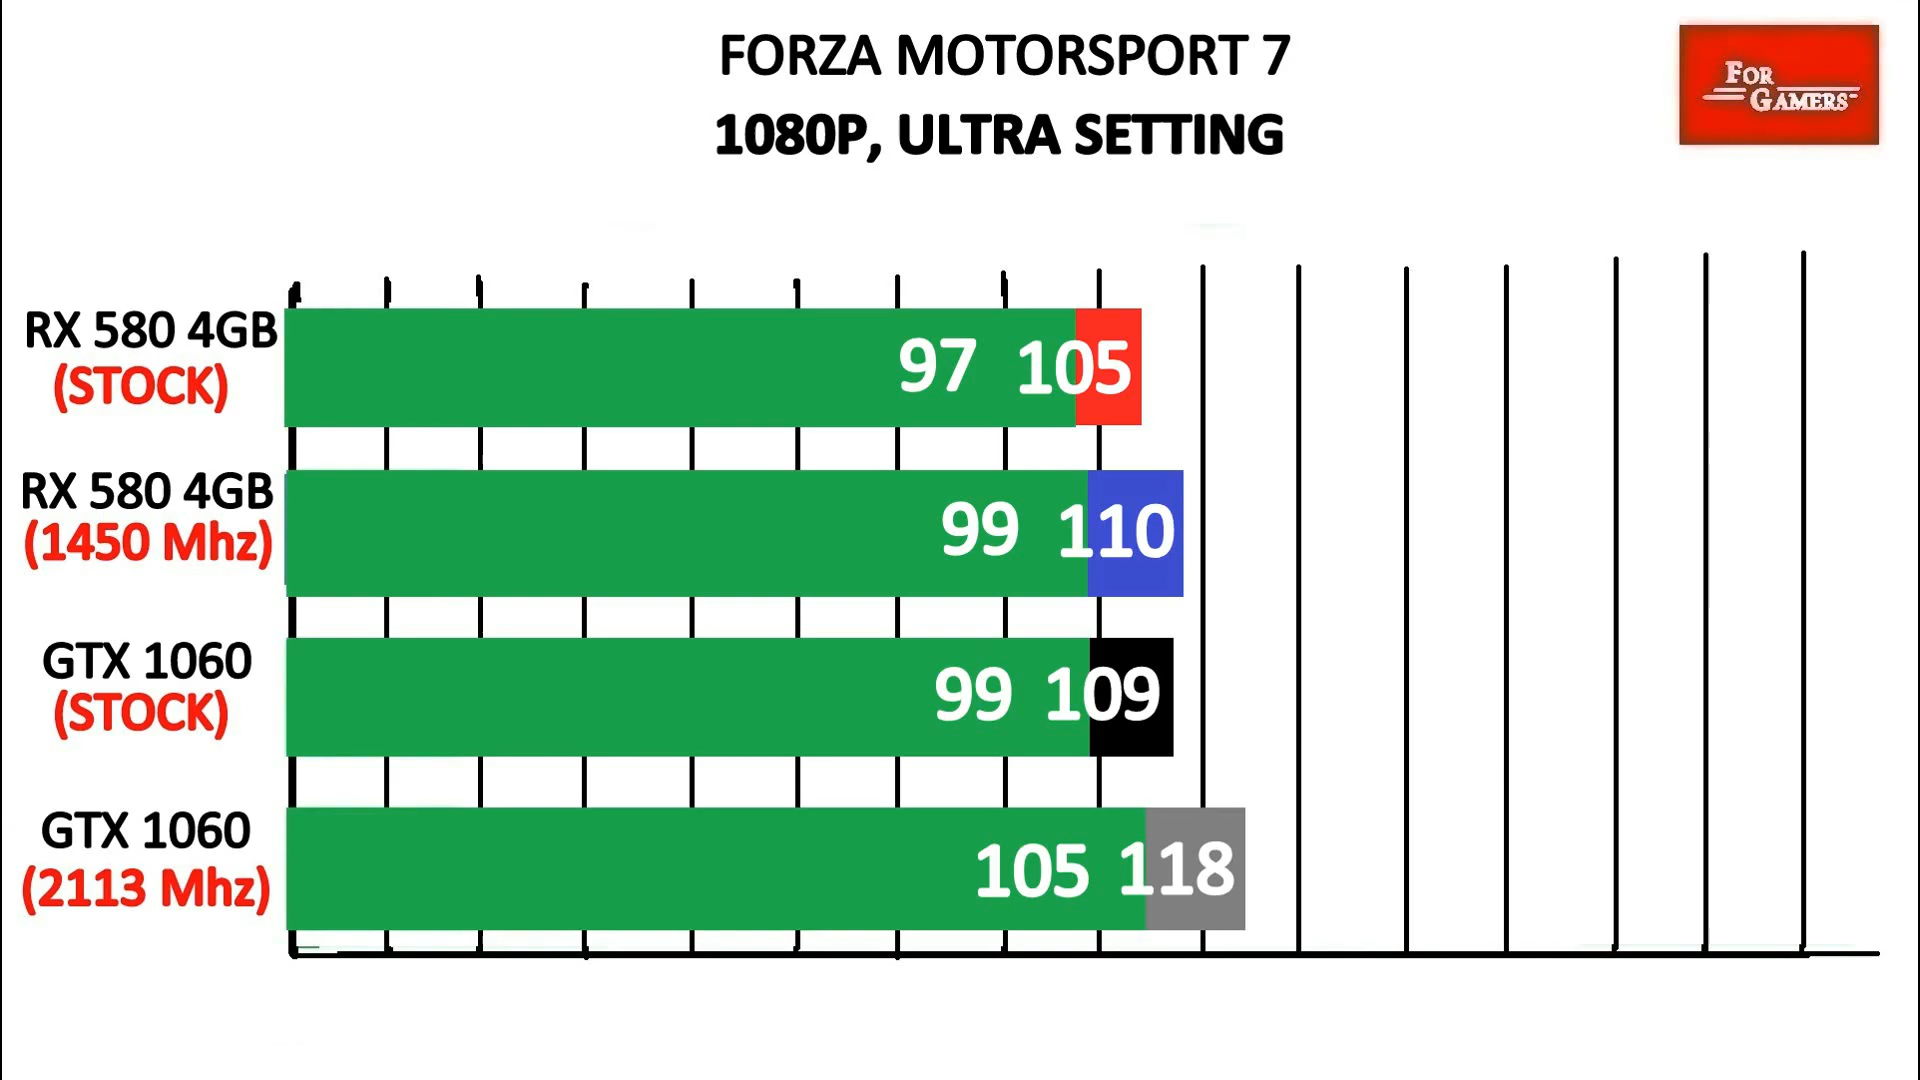 FORZA MOTORSPORT 7
1080P, ULTRA SETTING
FOR
GAMERS
RX 580 4GB
(STOCK)
97 105
RX 580 4GB
(1450 Mhz)
99 110
GTX 1060
(STOCK)
99 109
GTX 1060
(2113 Mhz)
105 118